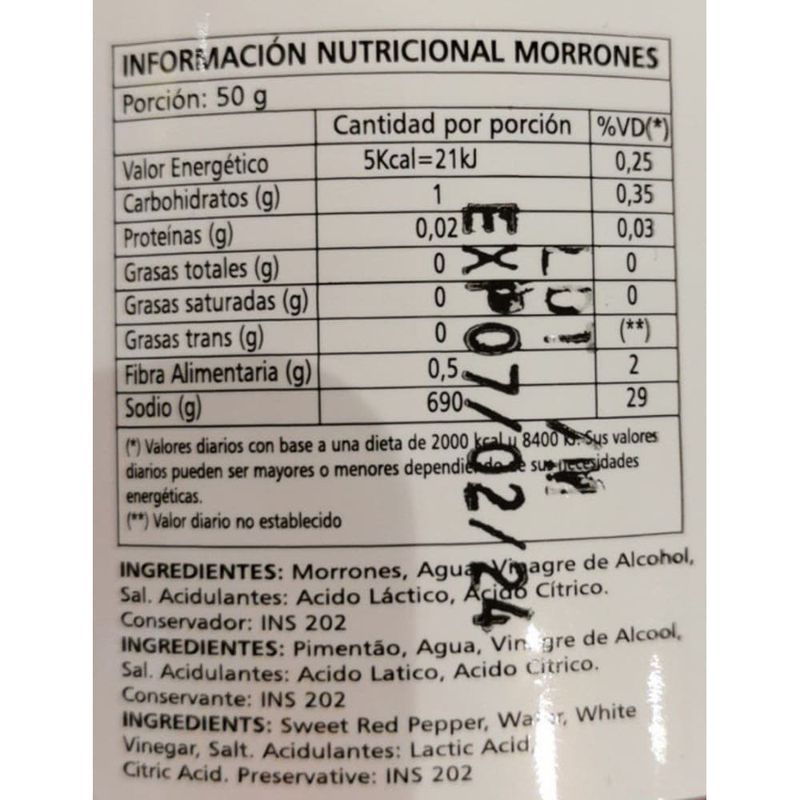 INFORMACIÓN NUTRICIONAL MORRONES
Porción: 50 g
Cantidad por porción %VD(*)
Valor Energético 5Kcal=21kJ 0,25
Carbohidratos (g) 1 0,35
Proteínas (g) 0,02 0,03
Grasas totales (g) 0 0
Grasas saturadas (g) 0 0
Grasas trans (g) 0 (**)
Fibra Alimentaria (g) 0,5 2
Sodio (g) 690 29
(*) Valores diarios con base a una dieta de 2000 kcal u 8400 kJ. Sus valores
diarios pueden ser mayores o menores dependiendo de sus necesidades
energéticas.
(**) Valor diario no establecido
INGREDIENTES: Morrones, Agua, Vinagre de Alcohol,
Sal. Acidulantes: Acido Láctico, Acido Cítrico.
Conservador: INS 202
INGREDIENTES: Pimentão, Agua, Vinagre de Alcool,
Sal. Acidulantes: Acido Latico, Acido Citrico.
Conservante: INS 202
INGREDIENTS: Sweet Red Pepper, Water, White
Vinegar, Salt. Acidulantes: Lactic Acid
Citric Acid. Preservative: INS 202
LOT
EXP07/02/24